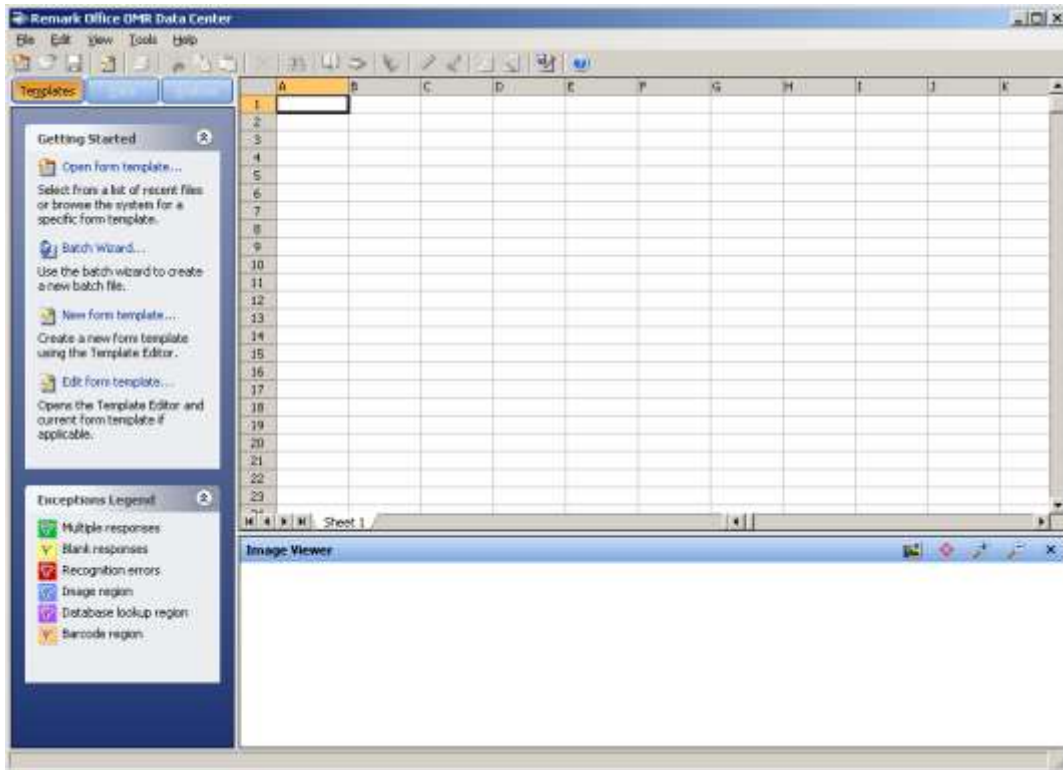 Remark Office OMR Data Center
File Edit View Tools Help
Templates
A B C D E F G H I J K
1
2
3
4
5
6
7
8
9
10
11
12
13
14
15
16
17
18
19
20
21
22
23
Getting Started
Open form template...
Select from a list of recent files
or browse the system for a
specific form template.
Batch Wizard...
Use the batch wizard to create
a new batch file.
New form template...
Create a new form template
using the Template Editor.
Edit form template...
Opens the Template Editor and
current form template if
applicable.
Exceptions Legend
Multiple responses
Blank responses
Recognition errors
Image region
Database lookup region
Barcode region
Sheet 1
Image Viewer